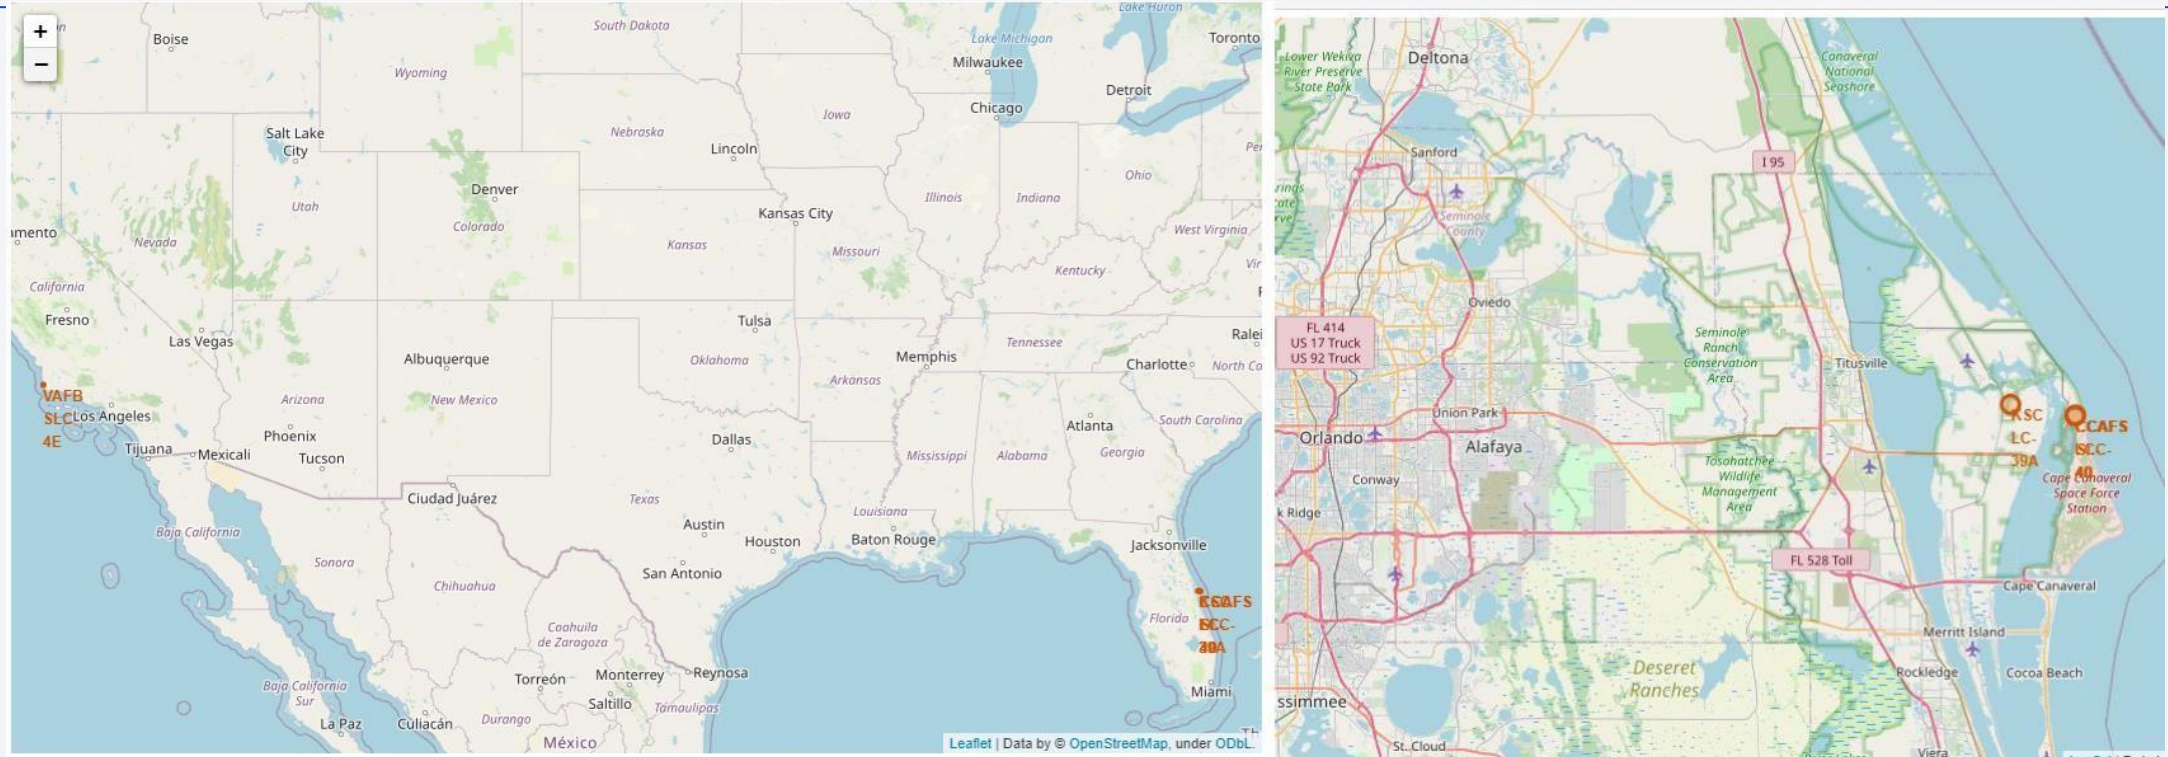 +
−
Boise
South Dakota
Lake Huron
Wyoming
Lake Michigan
Toronto
Milwaukee
Detroit
Chicago
Salt Lake
City
Iowa
Nebraska
Lincoln
Ohio
Denver
Utah
Illinois
Indiana
Colorado
Kansas City
Nevada
Kansas
Missouri
West Virginia
Kentucky
California
Fresno
Las Vegas
Tulsa
Tennessee
Albuquerque
Oklahoma
Memphis
Charlotte
Arkansas
VAFB
SLC
4E
Los Angeles
Arizona
New Mexico
South Carolina
Phoenix
Tucson
Dallas
Atlanta
Georgia
Tijuana
Mexicali
Mississippi
Alabama
Ciudad Juárez
Texas
Louisiana
Baja California
Austin
Houston
Baton Rouge
Jacksonville
Sonora
San Antonio
Chihuahua
Florida
Coahuila
de Zaragoza
Baja California
Sur
Torreón
Monterrey
Reynosa
Saltillo
Miami
La Paz
Culiacán
Durango
Tamaulipas
México
Leaflet | Data by © OpenStreetMap, under ODbL.
Lower Wekiva
River Preserve
State Park
Deltona
Canaveral
National
Seashore
Sanford
I 95
Seminole
County
Oviedo
FL 414
US 17 Truck
US 92 Truck
Seminole
Ranch
Conservation
Area
Titusville
Union Park
Orlando
Alafaya
KSC
LC-
39A
CCAFS
Conway
Tosohatchee
Wildlife
Management
Area
Cape Canaveral
Space Force
Station
k Ridge
FL 528 Toll
Cape Canaveral
Merritt Island
Deseret
Ranches
Rockledge
Cocoa Beach
ssimmee
St. Cloud
Viera